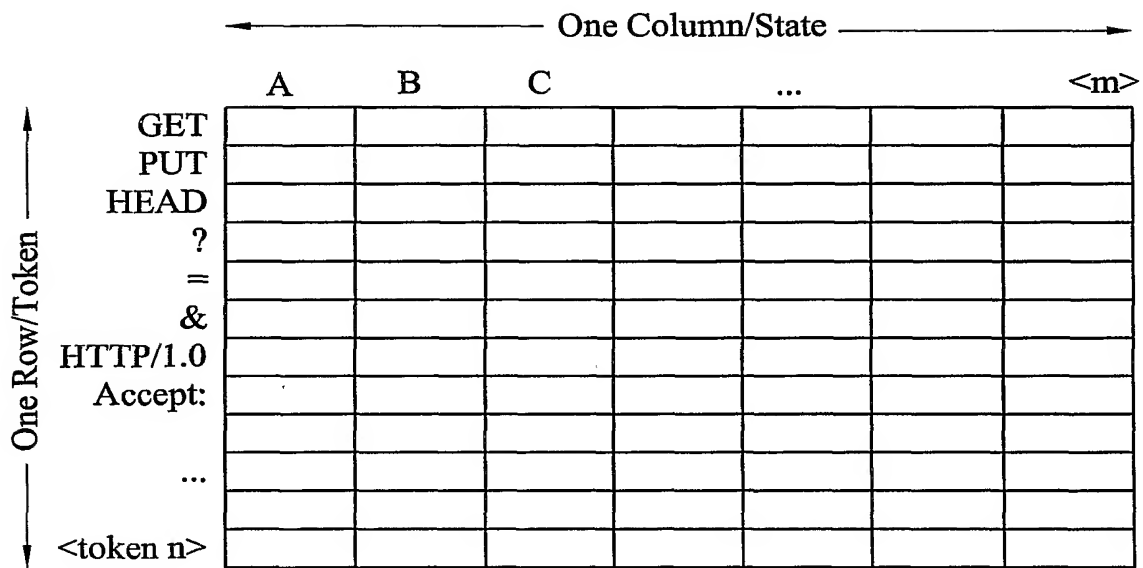 One Column/State
A B C ... <m>
One Row/Token
GET
PUT
HEAD
?
=
&
HTTP/1.0
Accept:
...
<token n>